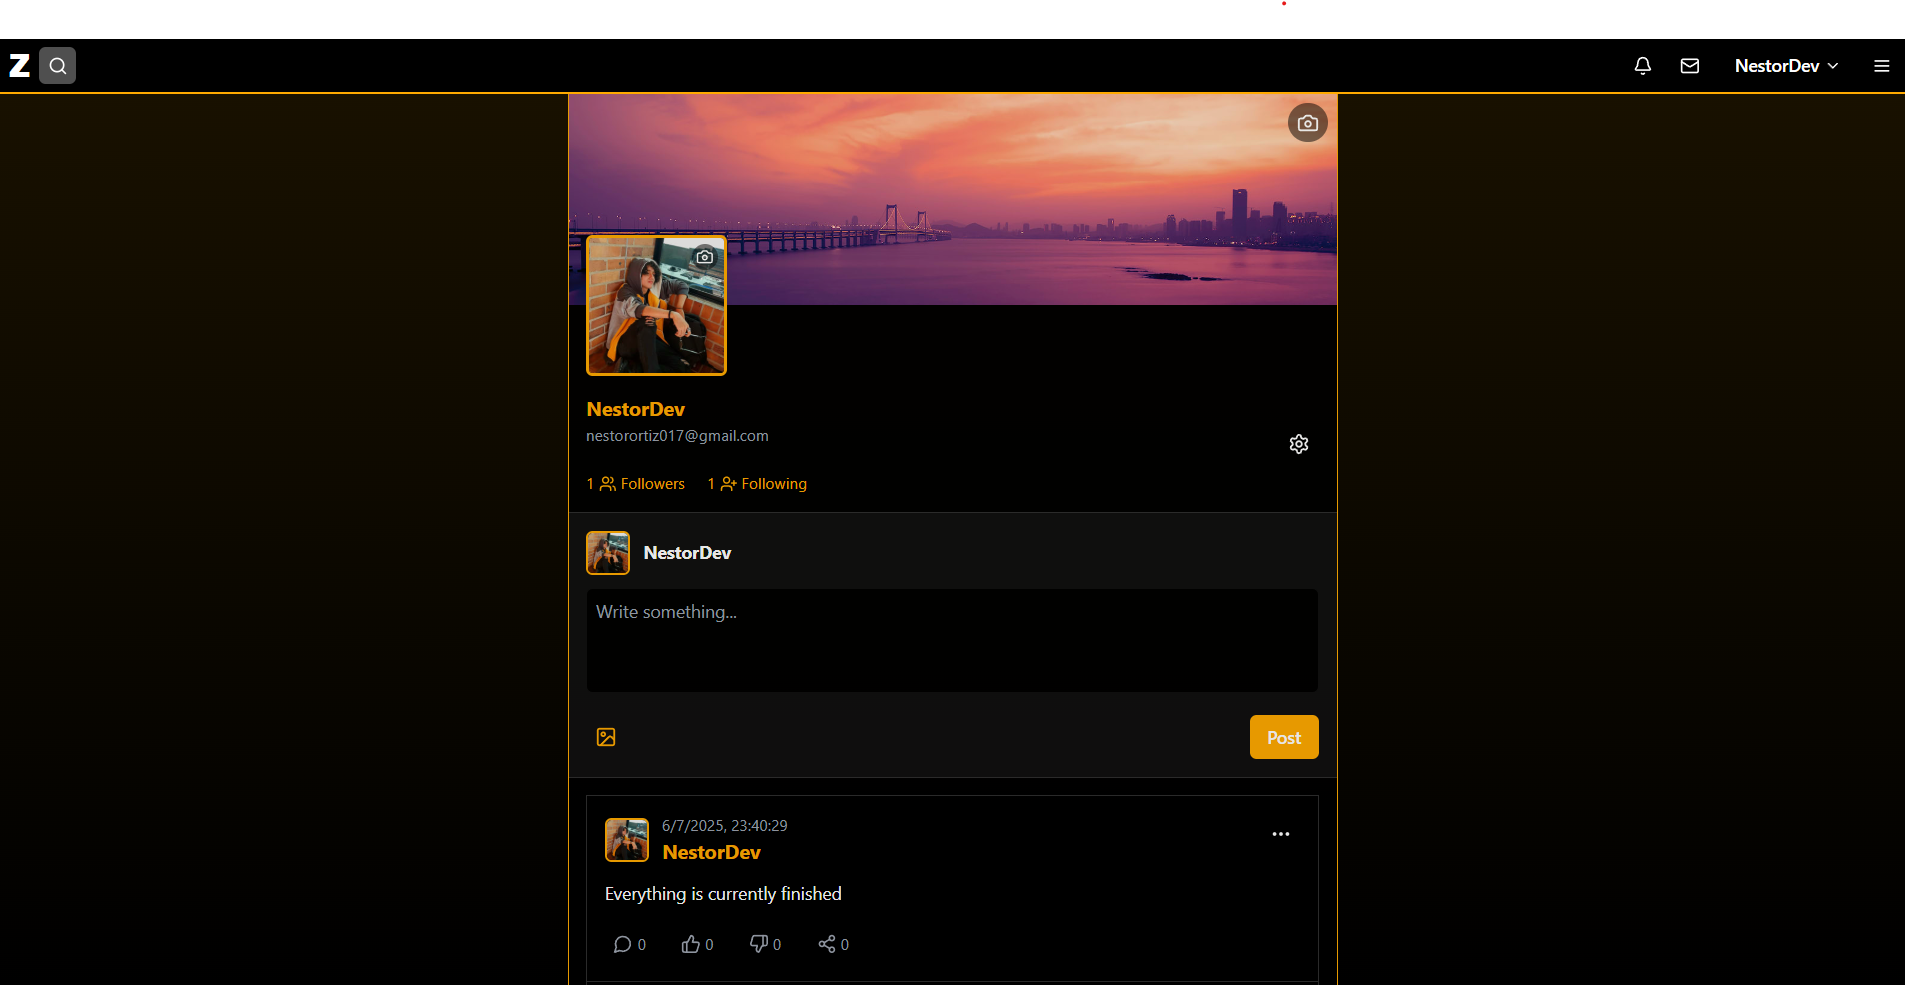 Z
NestorDev
NestorDev
nestorortiz017@gmail.com
1 Followers 1 Following
NestorDev
Write something...
Post
6/7/2025, 23:40:29
NestorDev
Everything is currently finished
0 0 0 0